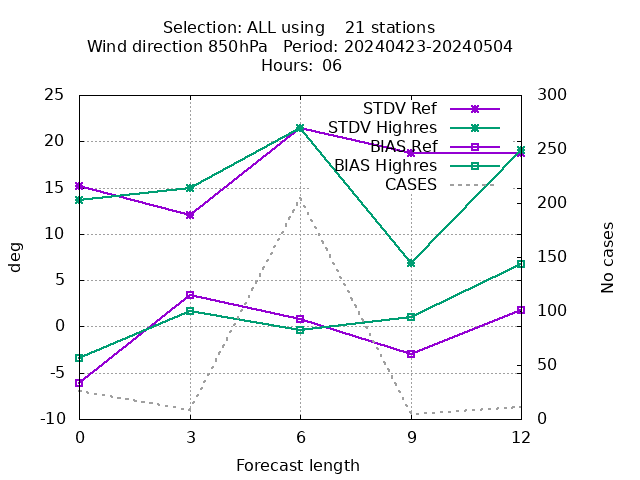 Selection: ALL using    21 stations
Wind direction 850hPa   Period: 20240423-20240504
Hours:  06
STDV Ref
STDV Highres
BIAS Ref
BIAS Highres
CASES
25
20
15
10
5
0
-5
-10
deg
300
250
200
150
100
50
0
No cases
0
3
6
9
12
Forecast length